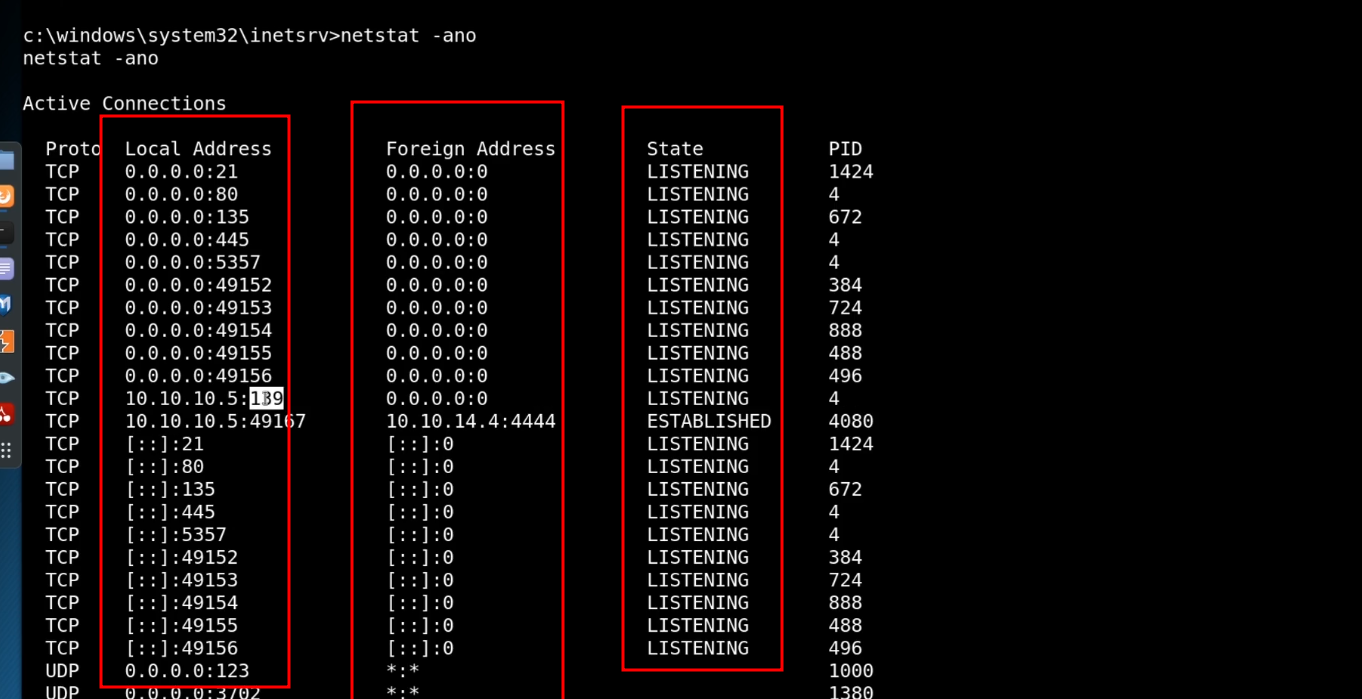 c:\windows\system32\inetsrv>netstat -ano
netstat -ano
Active Connections
Proto Local Address Foreign Address State PID
TCP 0.0.0.0:21 0.0.0.0:0 LISTENING 1424
TCP 0.0.0.0:80 0.0.0.0:0 LISTENING 4
TCP 0.0.0.0:135 0.0.0.0:0 LISTENING 672
TCP 0.0.0.0:445 0.0.0.0:0 LISTENING 4
TCP 0.0.0.0:5357 0.0.0.0:0 LISTENING 4
TCP 0.0.0.0:49152 0.0.0.0:0 LISTENING 384
TCP 0.0.0.0:49153 0.0.0.0:0 LISTENING 724
TCP 0.0.0.0:49154 0.0.0.0:0 LISTENING 888
TCP 0.0.0.0:49155 0.0.0.0:0 LISTENING 488
TCP 0.0.0.0:49156 0.0.0.0:0 LISTENING 496
TCP 10.10.10.5:139 0.0.0.0:0 LISTENING 4
TCP 10.10.10.5:49167 10.10.14.4:4444 ESTABLISHED 4080
TCP [::]:21 [::]:0 LISTENING 1424
TCP [::]:80 [::]:0 LISTENING 4
TCP [::]:135 [::]:0 LISTENING 672
TCP [::]:445 [::]:0 LISTENING 4
TCP [::]:5357 [::]:0 LISTENING 4
TCP [::]:49152 [::]:0 LISTENING 384
TCP [::]:49153 [::]:0 LISTENING 724
TCP [::]:49154 [::]:0 LISTENING 888
TCP [::]:49155 [::]:0 LISTENING 488
TCP [::]:49156 [::]:0 LISTENING 496
UDP 0.0.0.0:123 *:* 1000
UDP 0.0.0.0:3702 *:* 1380